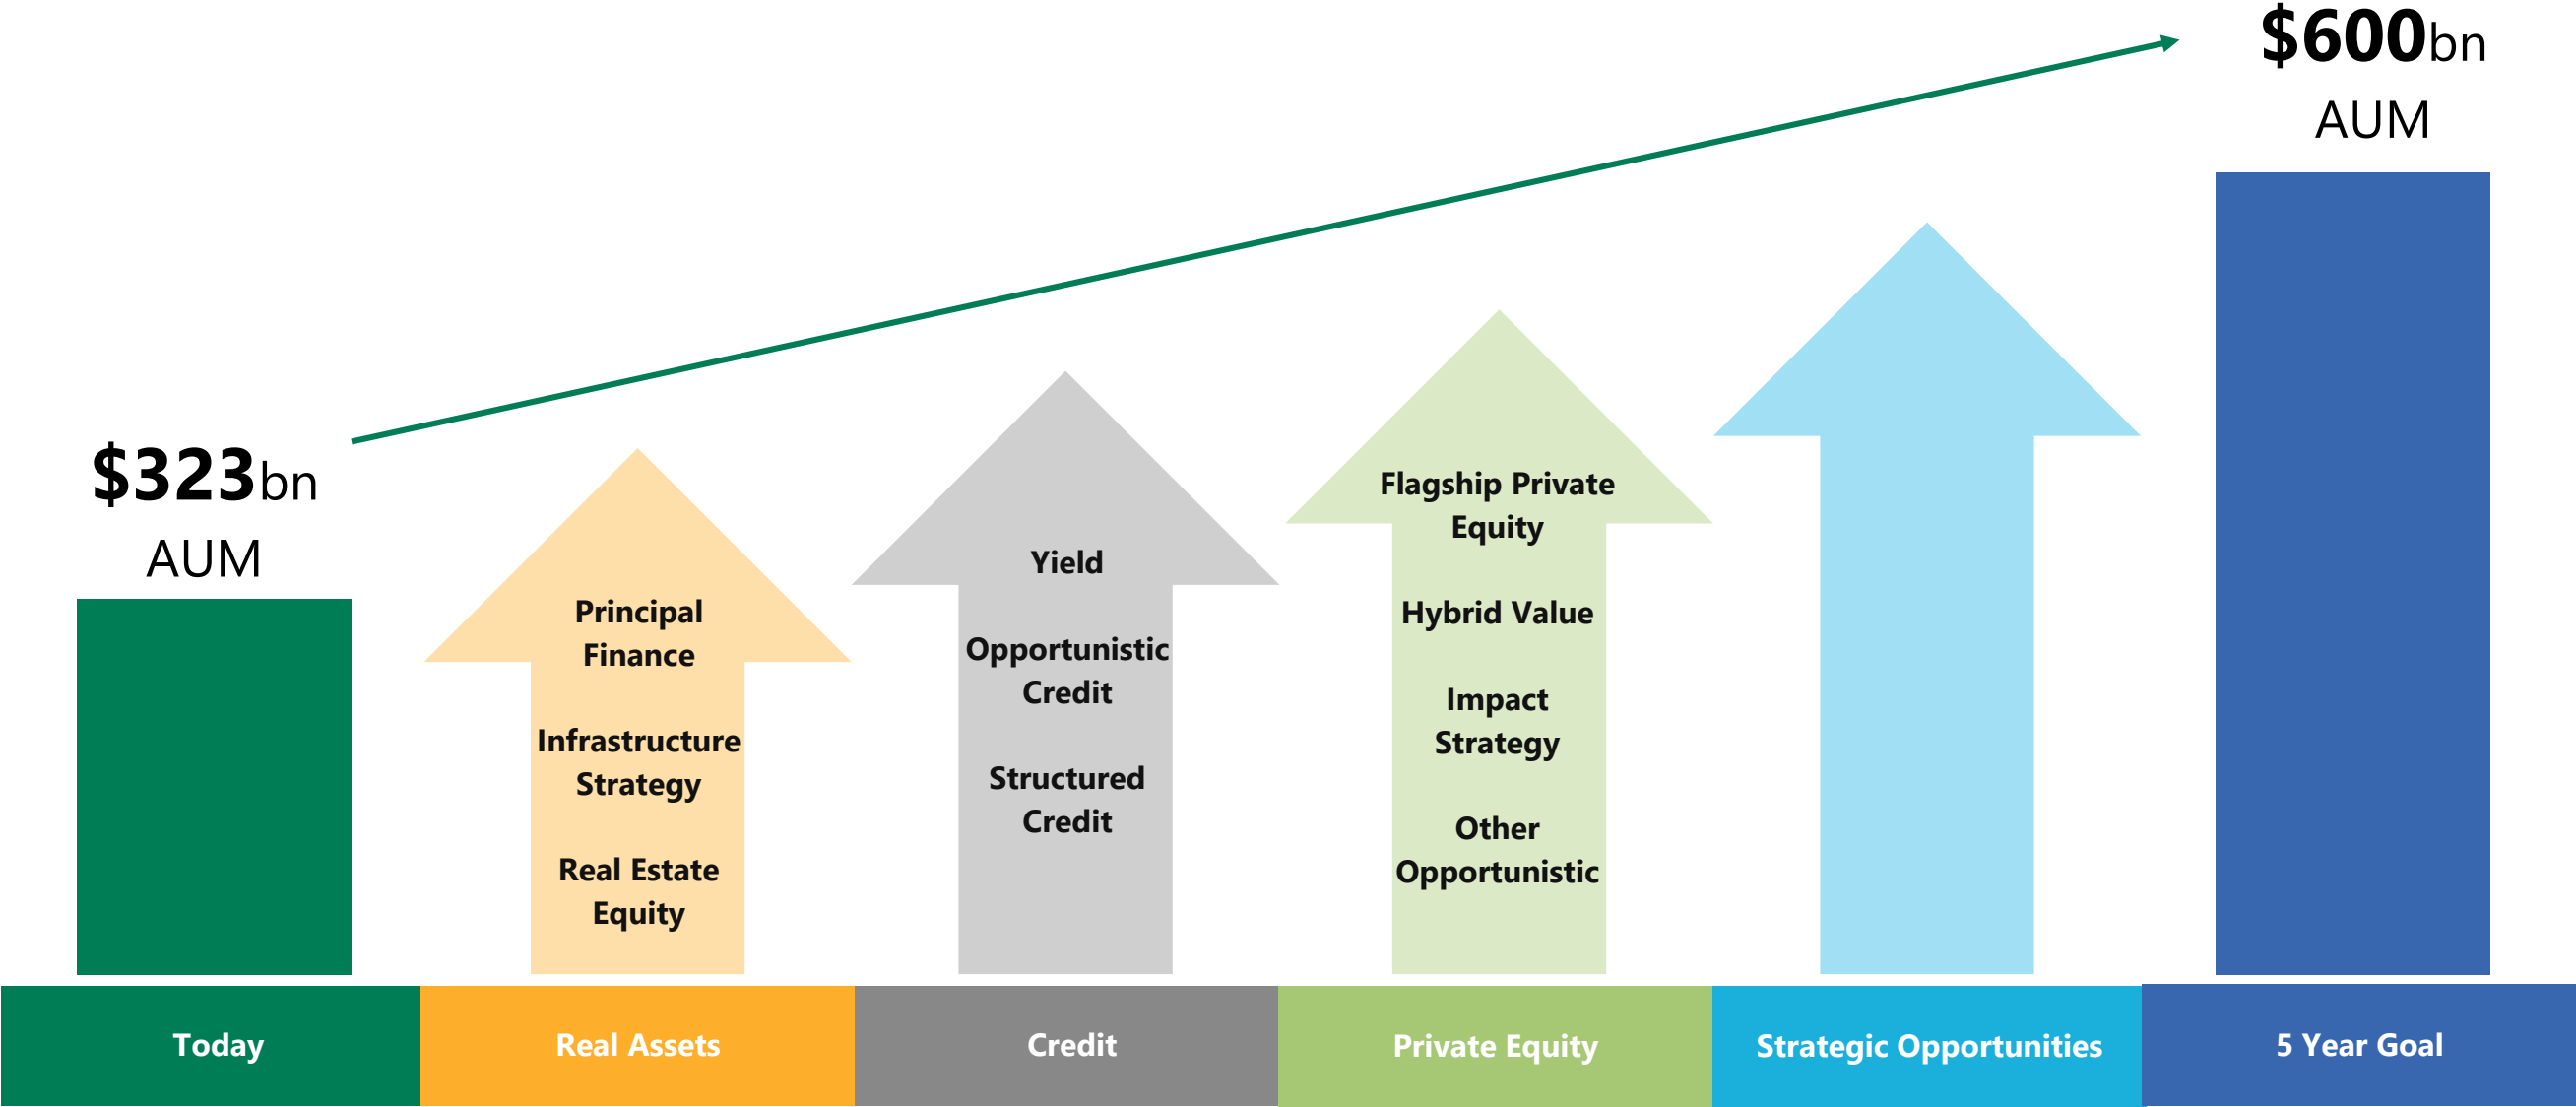 $600bn
AUM
$323bn
AUM
Principal
Finance
Infrastructure
Strategy
Real Estate
Equity
Yield
Opportunistic
Credit
Structured
Credit
Flagship Private
Equity
Hybrid Value
Impact
Strategy
Other
Opportunistic
Today
Real Assets
Credit
Private Equity
Strategic Opportunities
5 Year Goal